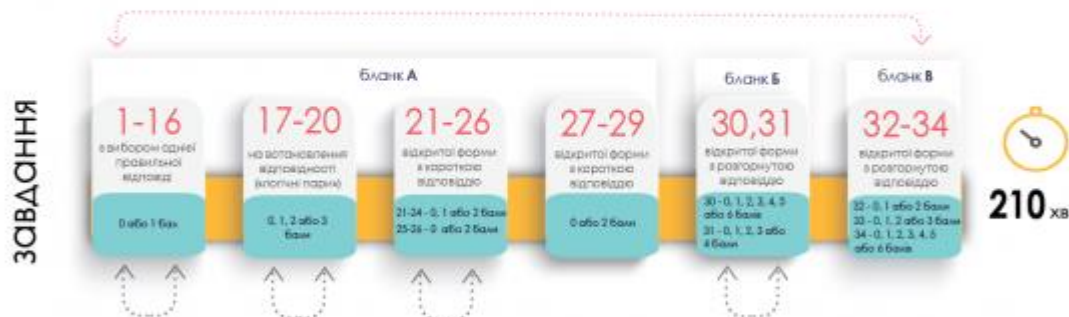 ЗАВДАННЯ
бланк А
бланк Б
бланк В
1-16
з вибором однієї
правильної
відповіді
0 або 1 бал
17-20
на встановлення
відповідності
(«логічні пари»)
0, 1, 2 або 3
бали
21-26
відкритої форми
з короткою
відповіддю
21-24 - 0, 1 або 2 бали
25-26 - 0 або 2 бали
27-29
відкритої форми
з короткою
відповіддю
0 або 2 бали
30,31
відкритої форми
з розгорнутою
відповіддю
30 - 0, 1, 2, 3, 4, 5
або 6 балів
31 - 0, 1, 2, 3 або
4 бали
32-34
відкритої форми
з розгорнутою
відповіддю
32 - 0, 1 або 2 бали
33 - 0, 1, 2 або 3 бали
34 - 0, 1, 2, 3, 4, 5
або 6 балів
210 хв